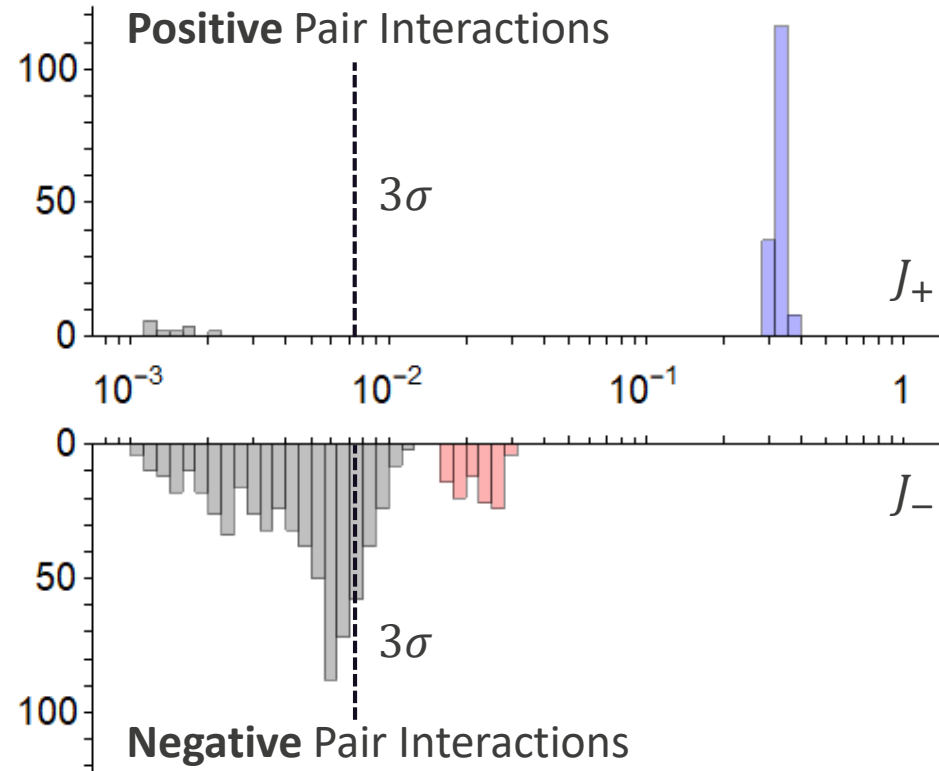 Positive Pair Interactions
100
3σ
50
J₊
0
10⁻³ 10⁻² 10⁻¹ 1
0
J₋
50
3σ
100
Negative Pair Interactions